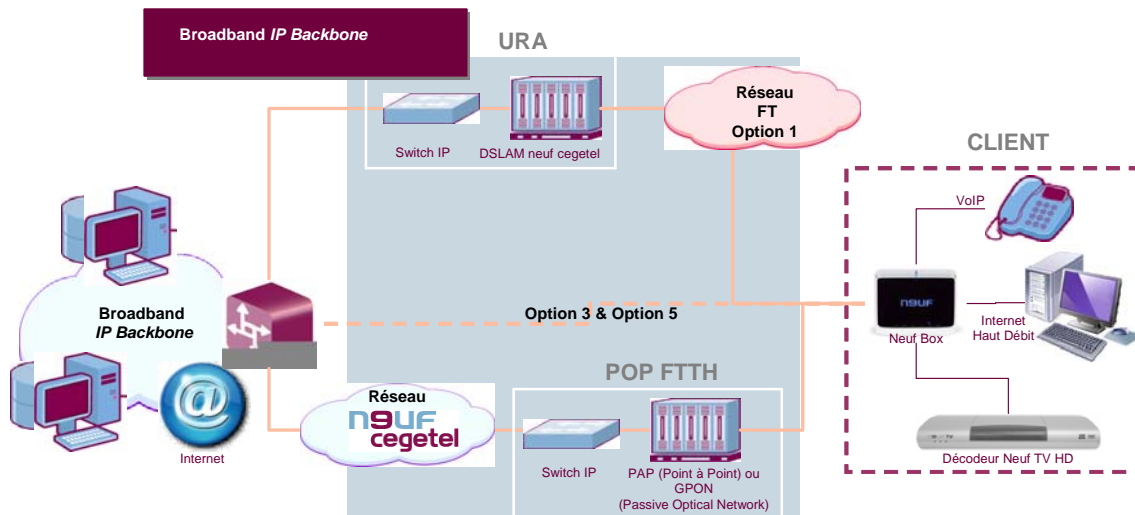 Broadband IP Backbone
URA
Switch IP
DSLAM neuf cegetel
Réseau
FT
Option 1
CLIENT
VoIP
Broadband
IP Backbone
Option 3 & Option 5
n9uf
Neuf Box
Internet
Haut Débit
POP FTTH
Réseau
n9uf
cegetel
@
Internet
Switch IP
PAP (Point à Point) ou
GPON
(Passive Optical Network)
Décodeur Neuf TV HD